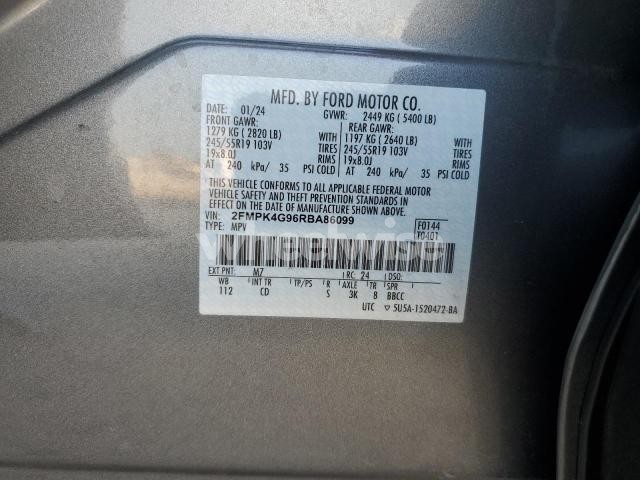 MFD. BY FORD MOTOR CO.
DATE: 01/24 GVWR: 2449 KG ( 5400 LB)
FRONT GAWR: REAR GAWR:
1279 KG ( 2820 LB) WITH 1197 KG ( 2640 LB) WITH
245/55R19 103V TIRES 245/55R19 103V TIRES
19x8.0J RIMS 19x8.0J RIMS
AT 240 kPa/ 35 PSI COLD AT 240 kPa/ 35 PSI COLD
THIS VEHICLE CONFORMS TO ALL APPLICABLE FEDERAL MOTOR
VEHICLE SAFETY AND THEFT PREVENTION STANDARDS IN
EFFECT ON THE DATE OF MANUFACTURE SHOWN ABOVE.
VIN: 2FMPK4G96RBA86099 F0144
TYPE: MPV T0401
EXT PNT: M7 RC: 24 DSO:
WB INT TR TP/PS R AXLE TR SPR
112 CD S 3K 8 BBCC
UTC ▽ 5U5A-1520472-BA